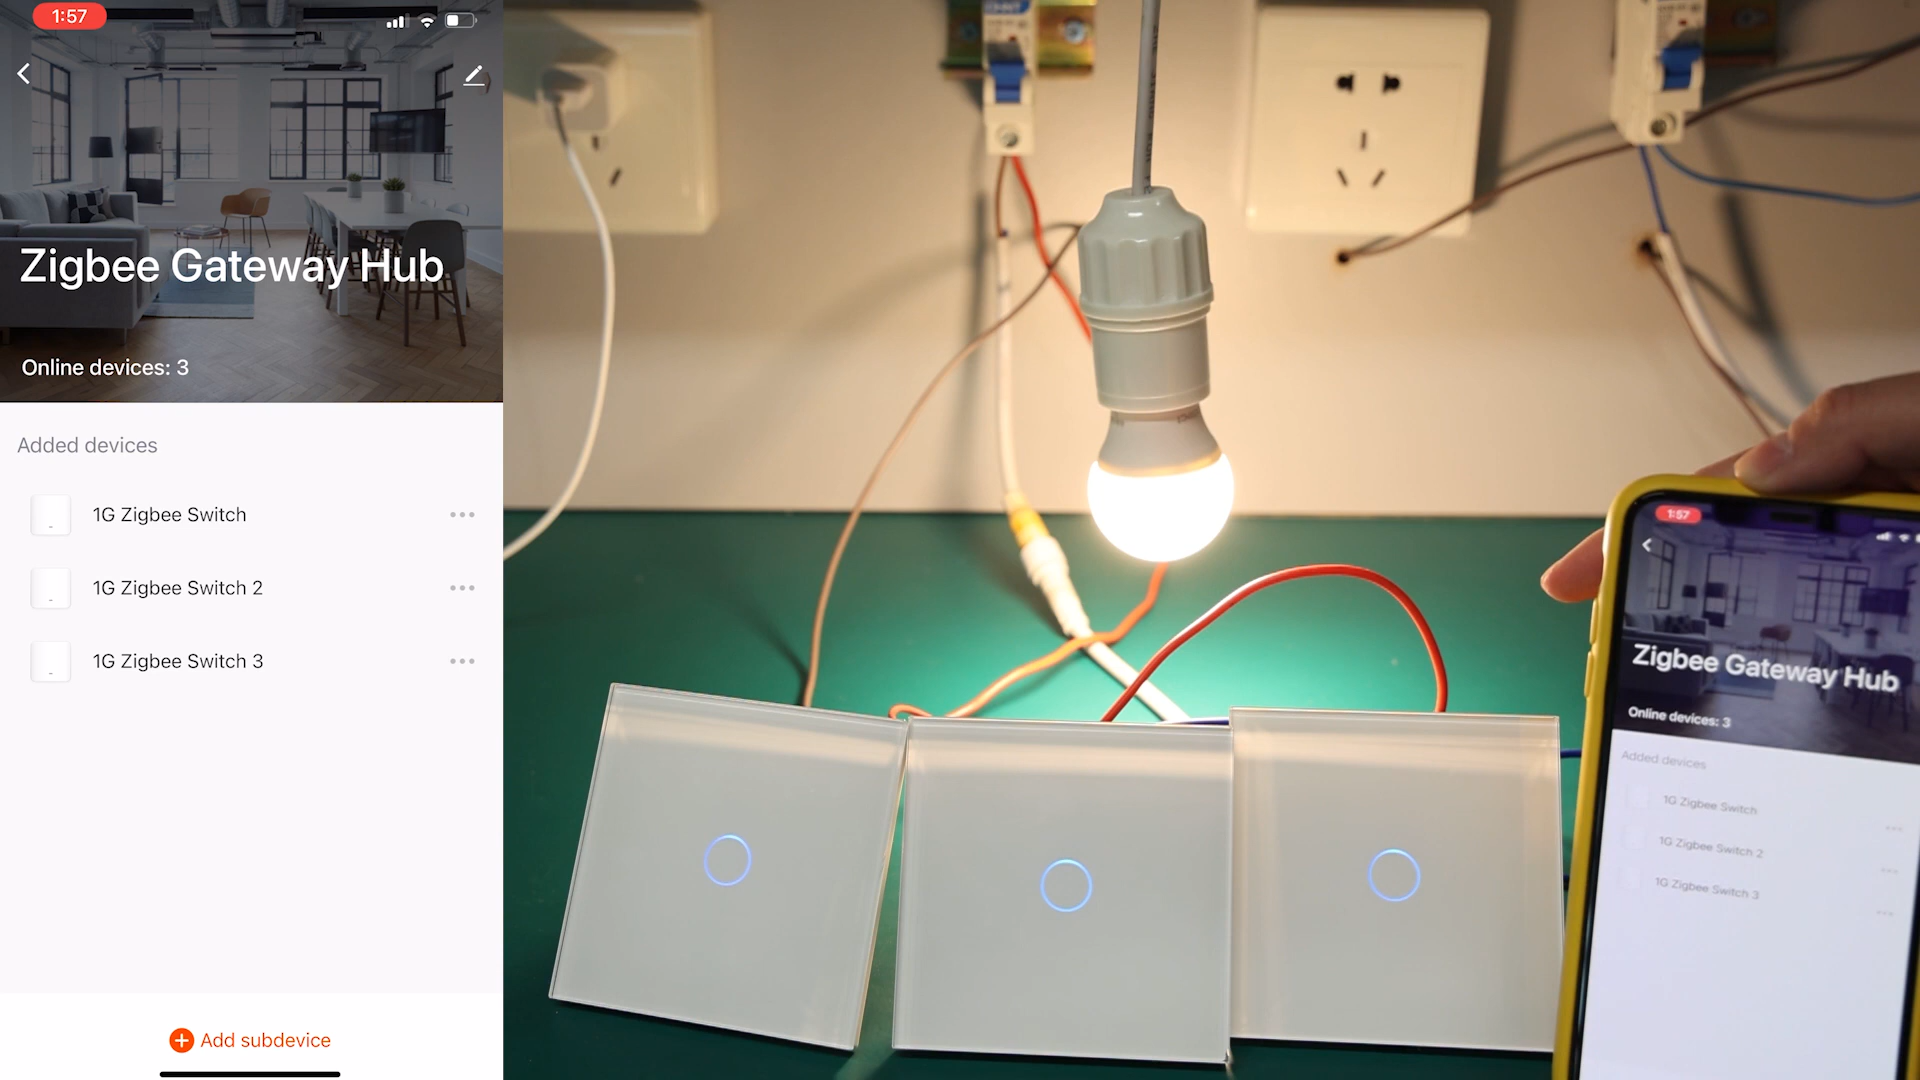 1:57
Zigbee Gateway Hub
Online devices: 3
Added devices
1G Zigbee Switch
1G Zigbee Switch 2
1G Zigbee Switch 3
Add subdevice
CHNT
1:57
Zigbee Gateway Hub
Online devices: 3
Added devices
1G Zigbee Switch
1G Zigbee Switch 2
1G Zigbee Switch 3